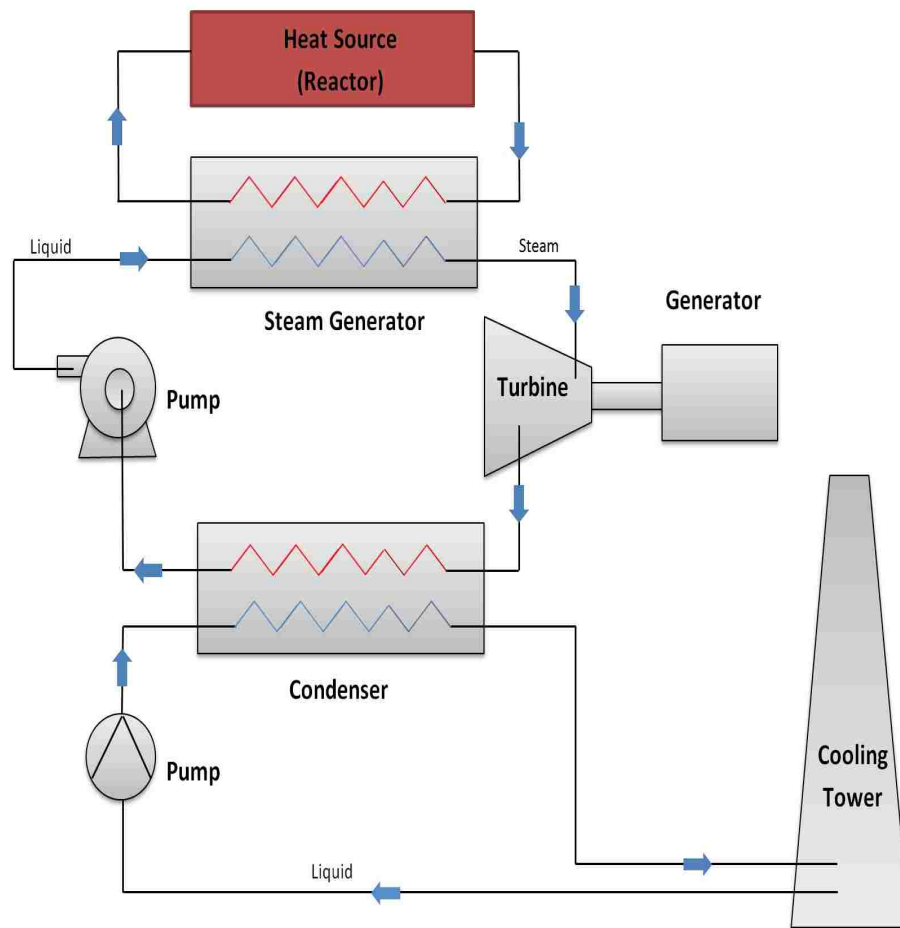 Heat Source
(Reactor)
Liquid
Steam
Steam Generator
Generator
Turbine
Pump
Condenser
Pump
Cooling
Tower
Liquid